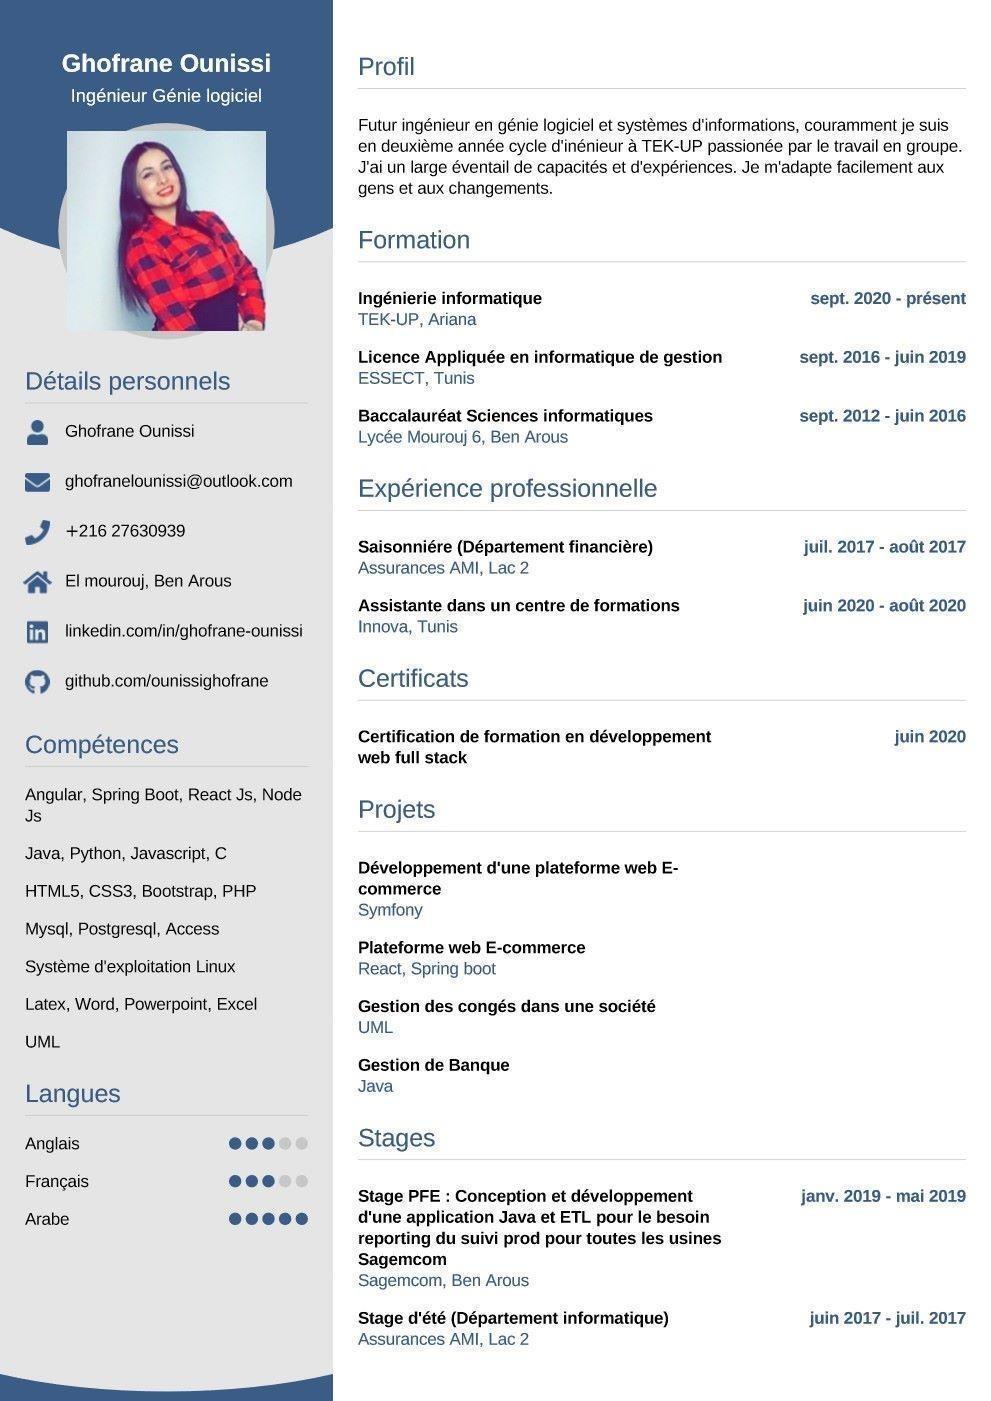 Ghofrane Ounissi
Ingénieur Génie logiciel
Détails personnels
Ghofrane Ounissi
ghofranelounissi@outlook.com
+216 27630939
El mourouj, Ben Arous
linkedin.com/in/ghofrane-ounissi
github.com/ounissighofrane
Compétences
Angular, Spring Boot, React Js, Node
Js
Java, Python, Javascript, C
HTML5, CSS3, Bootstrap, PHP
Mysql, Postgresql, Access
Système d'exploitation Linux
Latex, Word, Powerpoint, Excel
UML
Langues
Anglais
Français
Arabe
Profil
Futur ingénieur en génie logiciel et systèmes d'informations, couramment je suis
en deuxième année cycle d'inénieur à TEK-UP passionée par le travail en groupe.
J'ai un large éventail de capacités et d'expériences. Je m'adapte facilement aux
gens et aux changements.
Formation
Ingénierie informatique sept. 2020 - présent
TEK-UP, Ariana
Licence Appliquée en informatique de gestion sept. 2016 - juin 2019
ESSECT, Tunis
Baccalauréat Sciences informatiques sept. 2012 - juin 2016
Lycée Mourouj 6, Ben Arous
Expérience professionnelle
Saisonniére (Département financière) juil. 2017 - août 2017
Assurances AMI, Lac 2
Assistante dans un centre de formations juin 2020 - août 2020
Innova, Tunis
Certificats
Certification de formation en développement juin 2020
web full stack
Projets
Développement d'une plateforme web E-
commerce
Symfony
Plateforme web E-commerce
React, Spring boot
Gestion des congés dans une société
UML
Gestion de Banque
Java
Stages
Stage PFE : Conception et développement janv. 2019 - mai 2019
d'une application Java et ETL pour le besoin
reporting du suivi prod pour toutes les usines
Sagemcom
Sagemcom, Ben Arous
Stage d'été (Département informatique) juin 2017 - juil. 2017
Assurances AMI, Lac 2